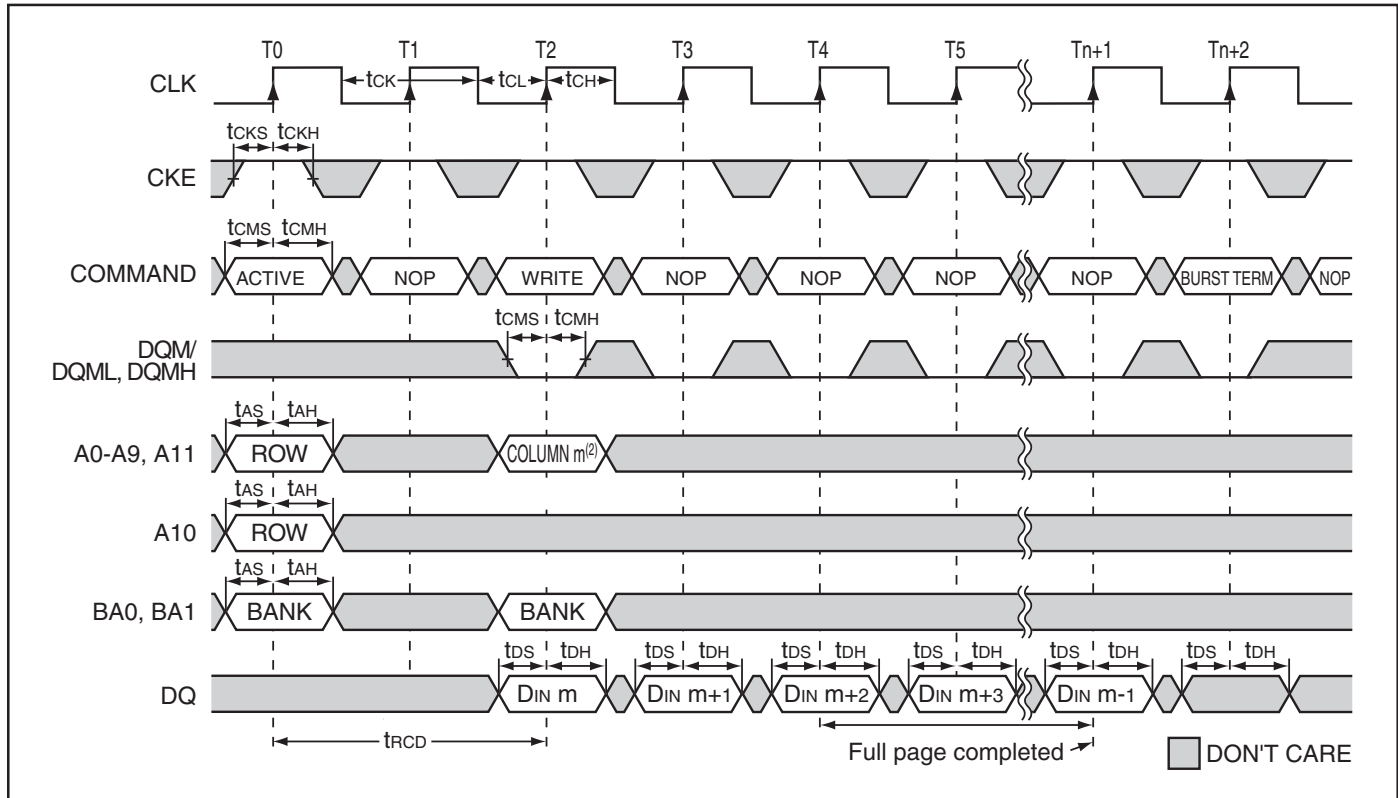 T0 T1 T2 T3 T4 T5 Tn+1 Tn+2
CLK tCK tCL tCH
tCKS tCKH
CKE
tCMS tCMH
COMMAND ACTIVE NOP WRITE NOP NOP NOP NOP BURST TERM NOP
tCMS tCMH
DQM/
DQML, DQMH
tAS tAH
A0-A9, A11 ROW COLUMN m(2)
tAS tAH
A10 ROW
tAS tAH
BA0, BA1 BANK BANK
tDS tDH tDS tDH tDS tDH tDS tDH tDS tDH tDS tDH
DQ DIN m DIN m+1 DIN m+2 DIN m+3 DIN m-1
tRCD
Full page completed
DON'T CARE